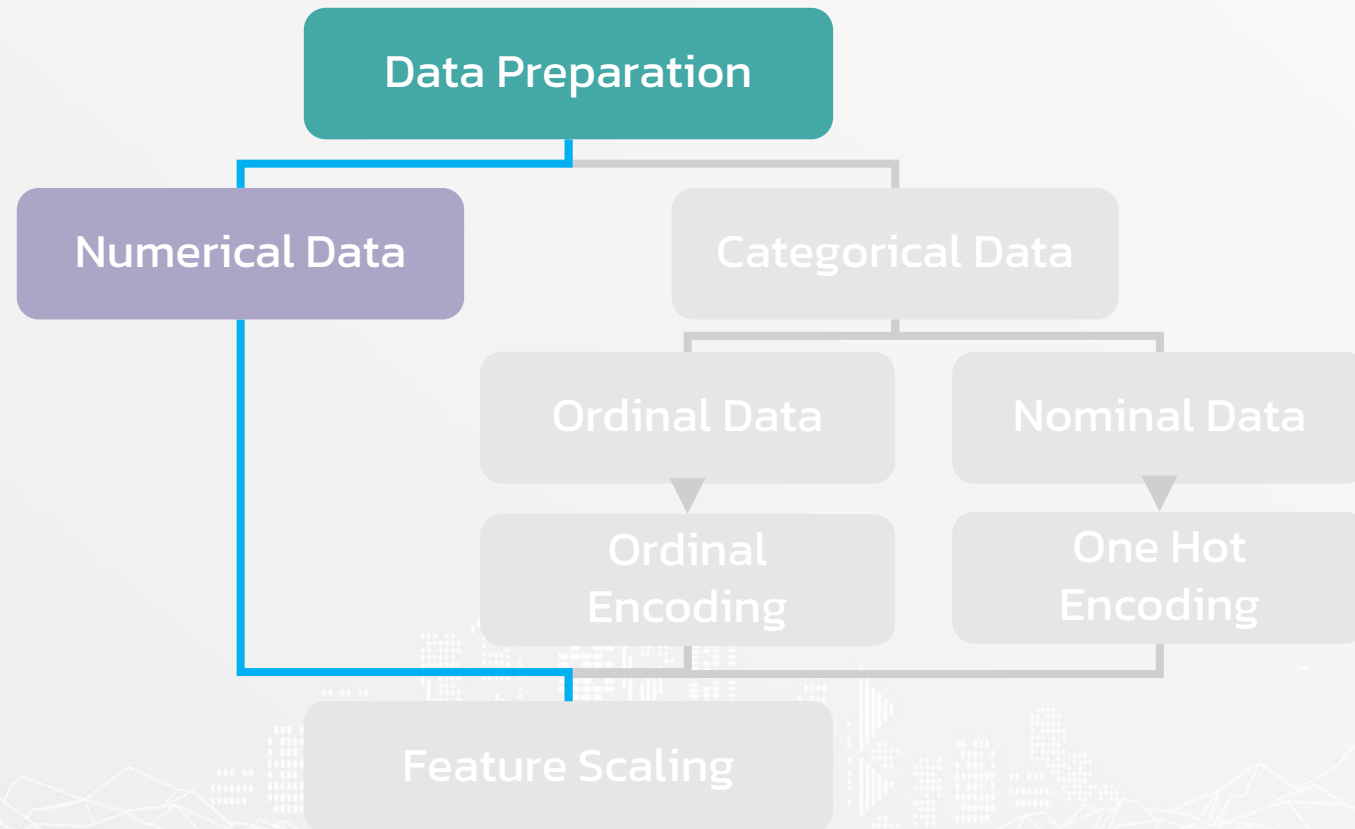 Data Preparation
Numerical Data
Categorical Data
Ordinal Data
Nominal Data
Ordinal
Encoding
One Hot
Encoding
Feature Scaling